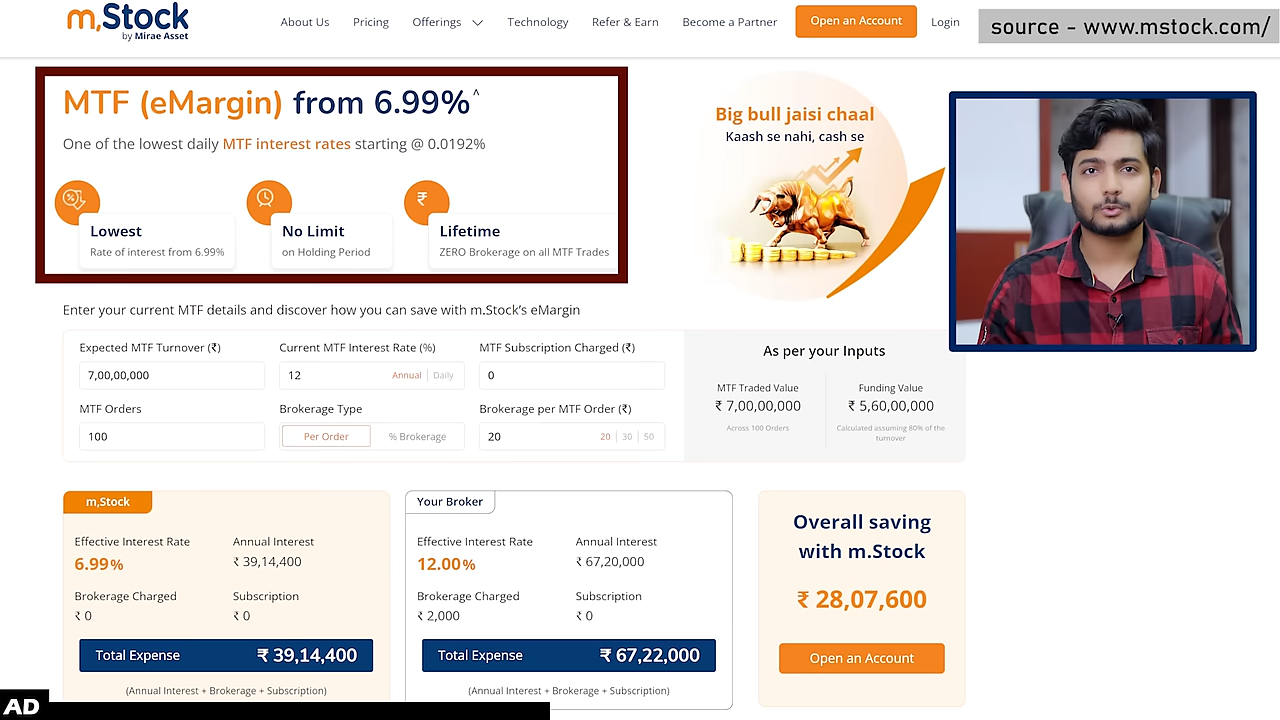 m.Stock
by Mirae Asset
About Us
Pricing
Offerings
Technology
Refer & Earn
Become a Partner
Open an Account
Login
source - www.mstock.com/
MTF (eMargin) from 6.99%^
One of the lowest daily MTF interest rates starting @ 0.0192%
Lowest
Rate of interest from 6.99%
No Limit
on Holding Period
₹
Lifetime
ZERO Brokerage on all MTF Trades
Big bull jaisi chaal
Kaash se nahi, cash se
Enter your current MTF details and discover how you can save with m.Stock's eMargin
Expected MTF Turnover (₹)
7,00,00,000
Current MTF Interest Rate (%)
12 Annual | Daily
MTF Subscription Charged (₹)
0
MTF Orders
100
Brokerage Type
Per Order % Brokerage
Brokerage per MTF Order (₹)
20 20 | 30 | 50
As per your Inputs
MTF Traded Value
₹ 7,00,00,000
Across 100 Orders
Funding Value
₹ 5,60,00,000
Calculated assuming 80% of the
turnover
m.Stock
Effective Interest Rate
6.99%
Annual Interest
₹ 39,14,400
Brokerage Charged
₹ 0
Subscription
₹ 0
Total Expense ₹ 39,14,400
(Annual Interest + Brokerage + Subscription)
Your Broker
Effective Interest Rate
12.00%
Annual Interest
₹ 67,20,000
Brokerage Charged
₹ 2,000
Subscription
₹ 0
Total Expense ₹ 67,22,000
(Annual Interest + Brokerage + Subscription)
Overall saving
with m.Stock
₹ 28,07,600
Open an Account
AD